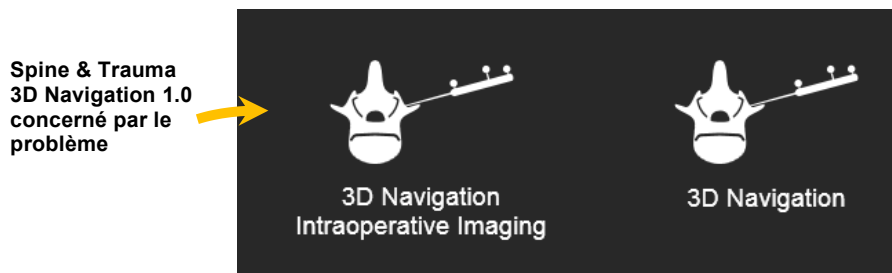 Spine & Trauma
3D Navigation 1.0
concerné par le
problème
3D Navigation
Intraoperative Imaging
3D Navigation